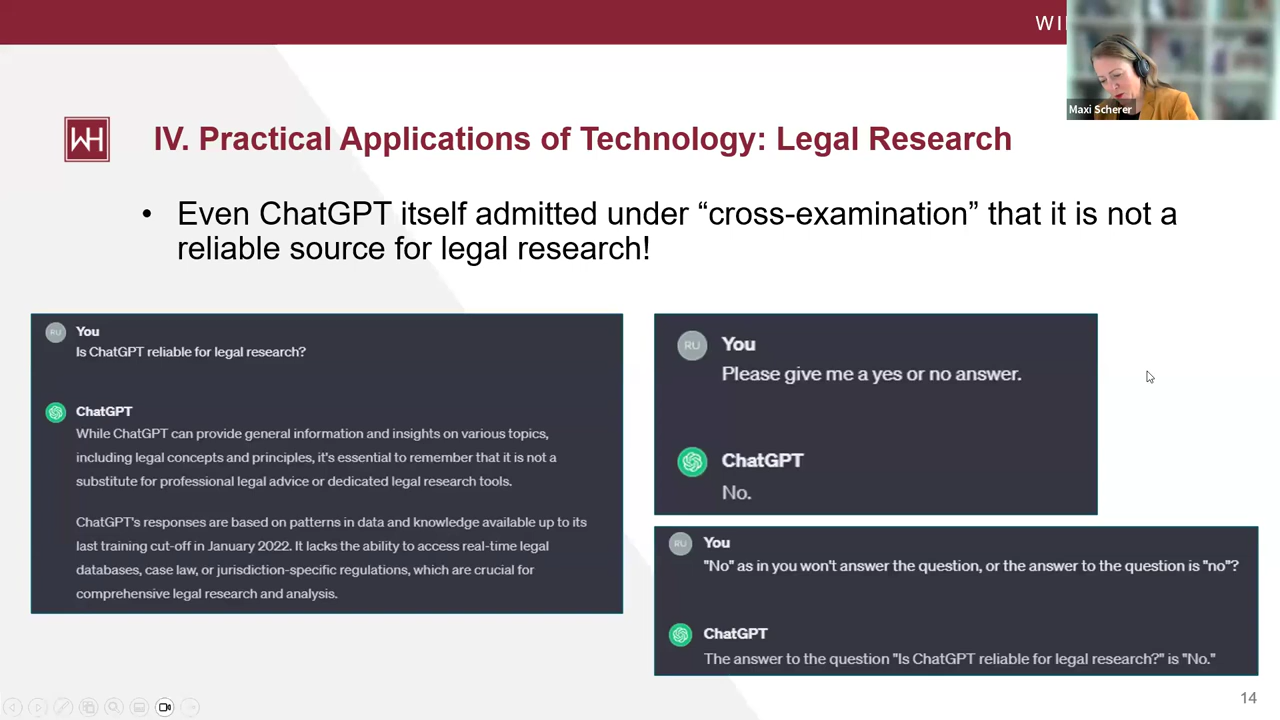 WI
Maxi Scherer
WH
IV. Practical Applications of Technology: Legal Research
• Even ChatGPT itself admitted under “cross-examination” that it is not a
reliable source for legal research!
RU
You
Is ChatGPT reliable for legal research?
ChatGPT
While ChatGPT can provide general information and insights on various topics,
including legal concepts and principles, it's essential to remember that it is not a
substitute for professional legal advice or dedicated legal research tools.
ChatGPT's responses are based on patterns in data and knowledge available up to its
last training cut-off in January 2022. It lacks the ability to access real-time legal
databases, case law, or jurisdiction-specific regulations, which are crucial for
comprehensive legal research and analysis.
RU
You
Please give me a yes or no answer.
ChatGPT
No.
RU
You
"No" as in you won't answer the question, or the answer to the question is "no"?
ChatGPT
The answer to the question "Is ChatGPT reliable for legal research?" is "No."
14